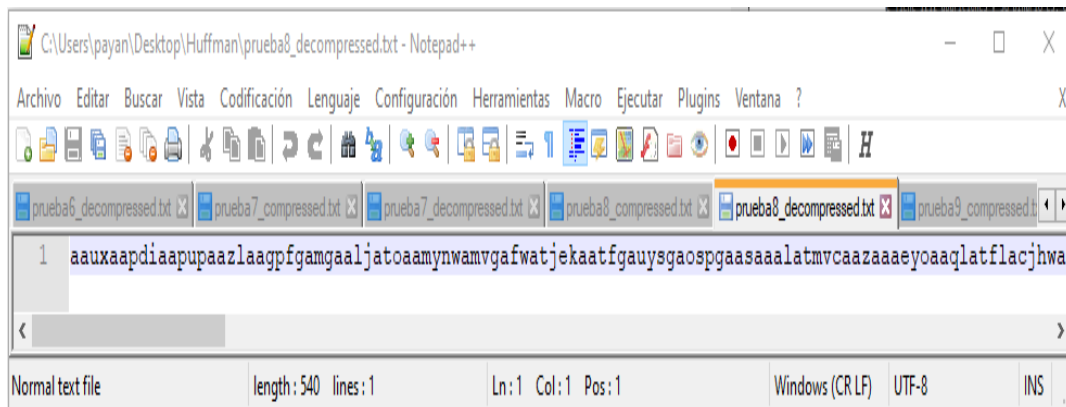 C:\Users\payan\Desktop\Huffman\prueba8_decompressed.txt - Notepad++
Archivo Editar Buscar Vista Codificación Lenguaje Configuración Herramientas Macro Ejecutar Plugins Ventana ? X
prueba6_decompressed.txt prueba7_compressed.txt prueba7_decompressed.txt prueba8_compressed.txt prueba8_decompressed.txt prueba9_compressed.t
1 aauxaapdiaapupaazlaagpfgamgaaljatoaamynwamvgafwatjekaatfgauysgaospgaasaaalatmvcaazaaaeyoaaqlatflacjhwa
Normal text file length : 540 lines : 1 Ln : 1 Col : 1 Pos : 1 Windows (CR LF) UTF-8 INS